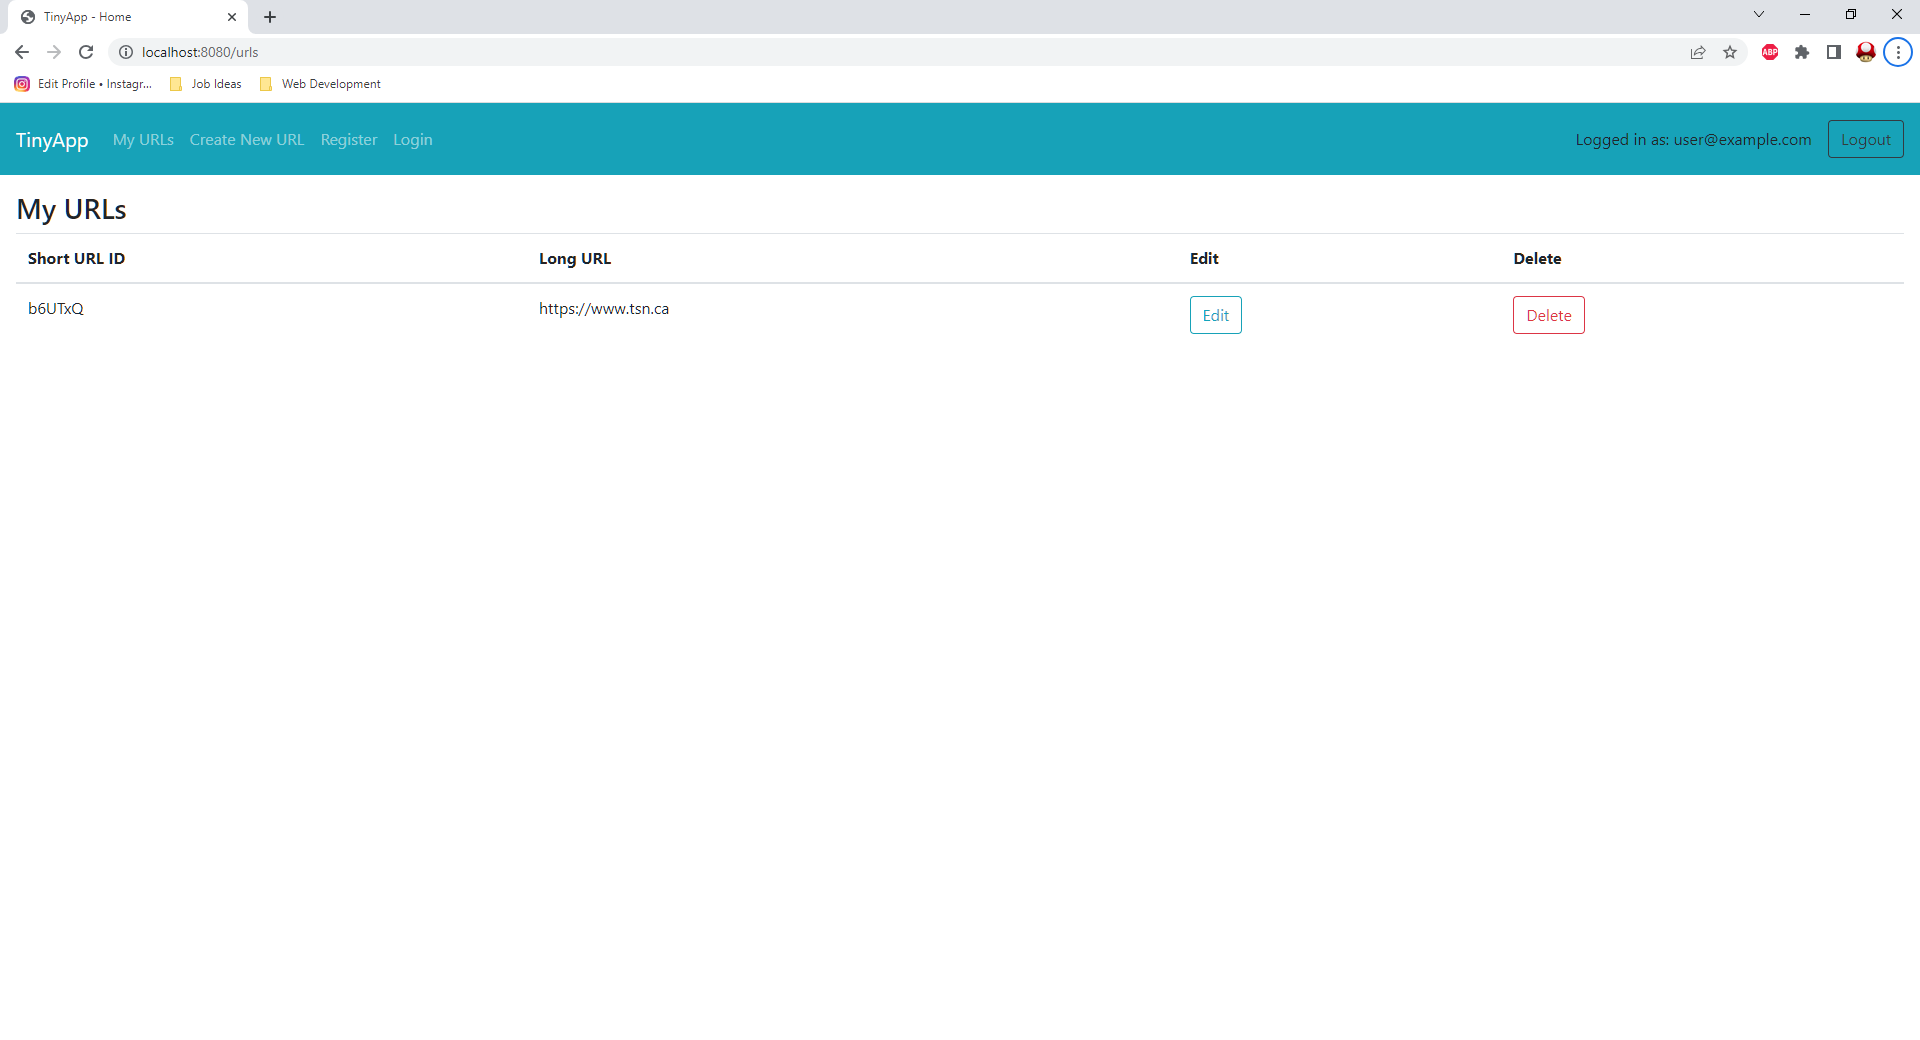 TinyApp - Home
localhost:8080/urls
ABP
Edit Profile • Instagr... Job Ideas Web Development
TinyApp My URLs Create New URL Register Login Logged in as: user@example.com Logout
My URLs
Short URL ID Long URL Edit Delete
b6UTxQ https://www.tsn.ca Edit Delete